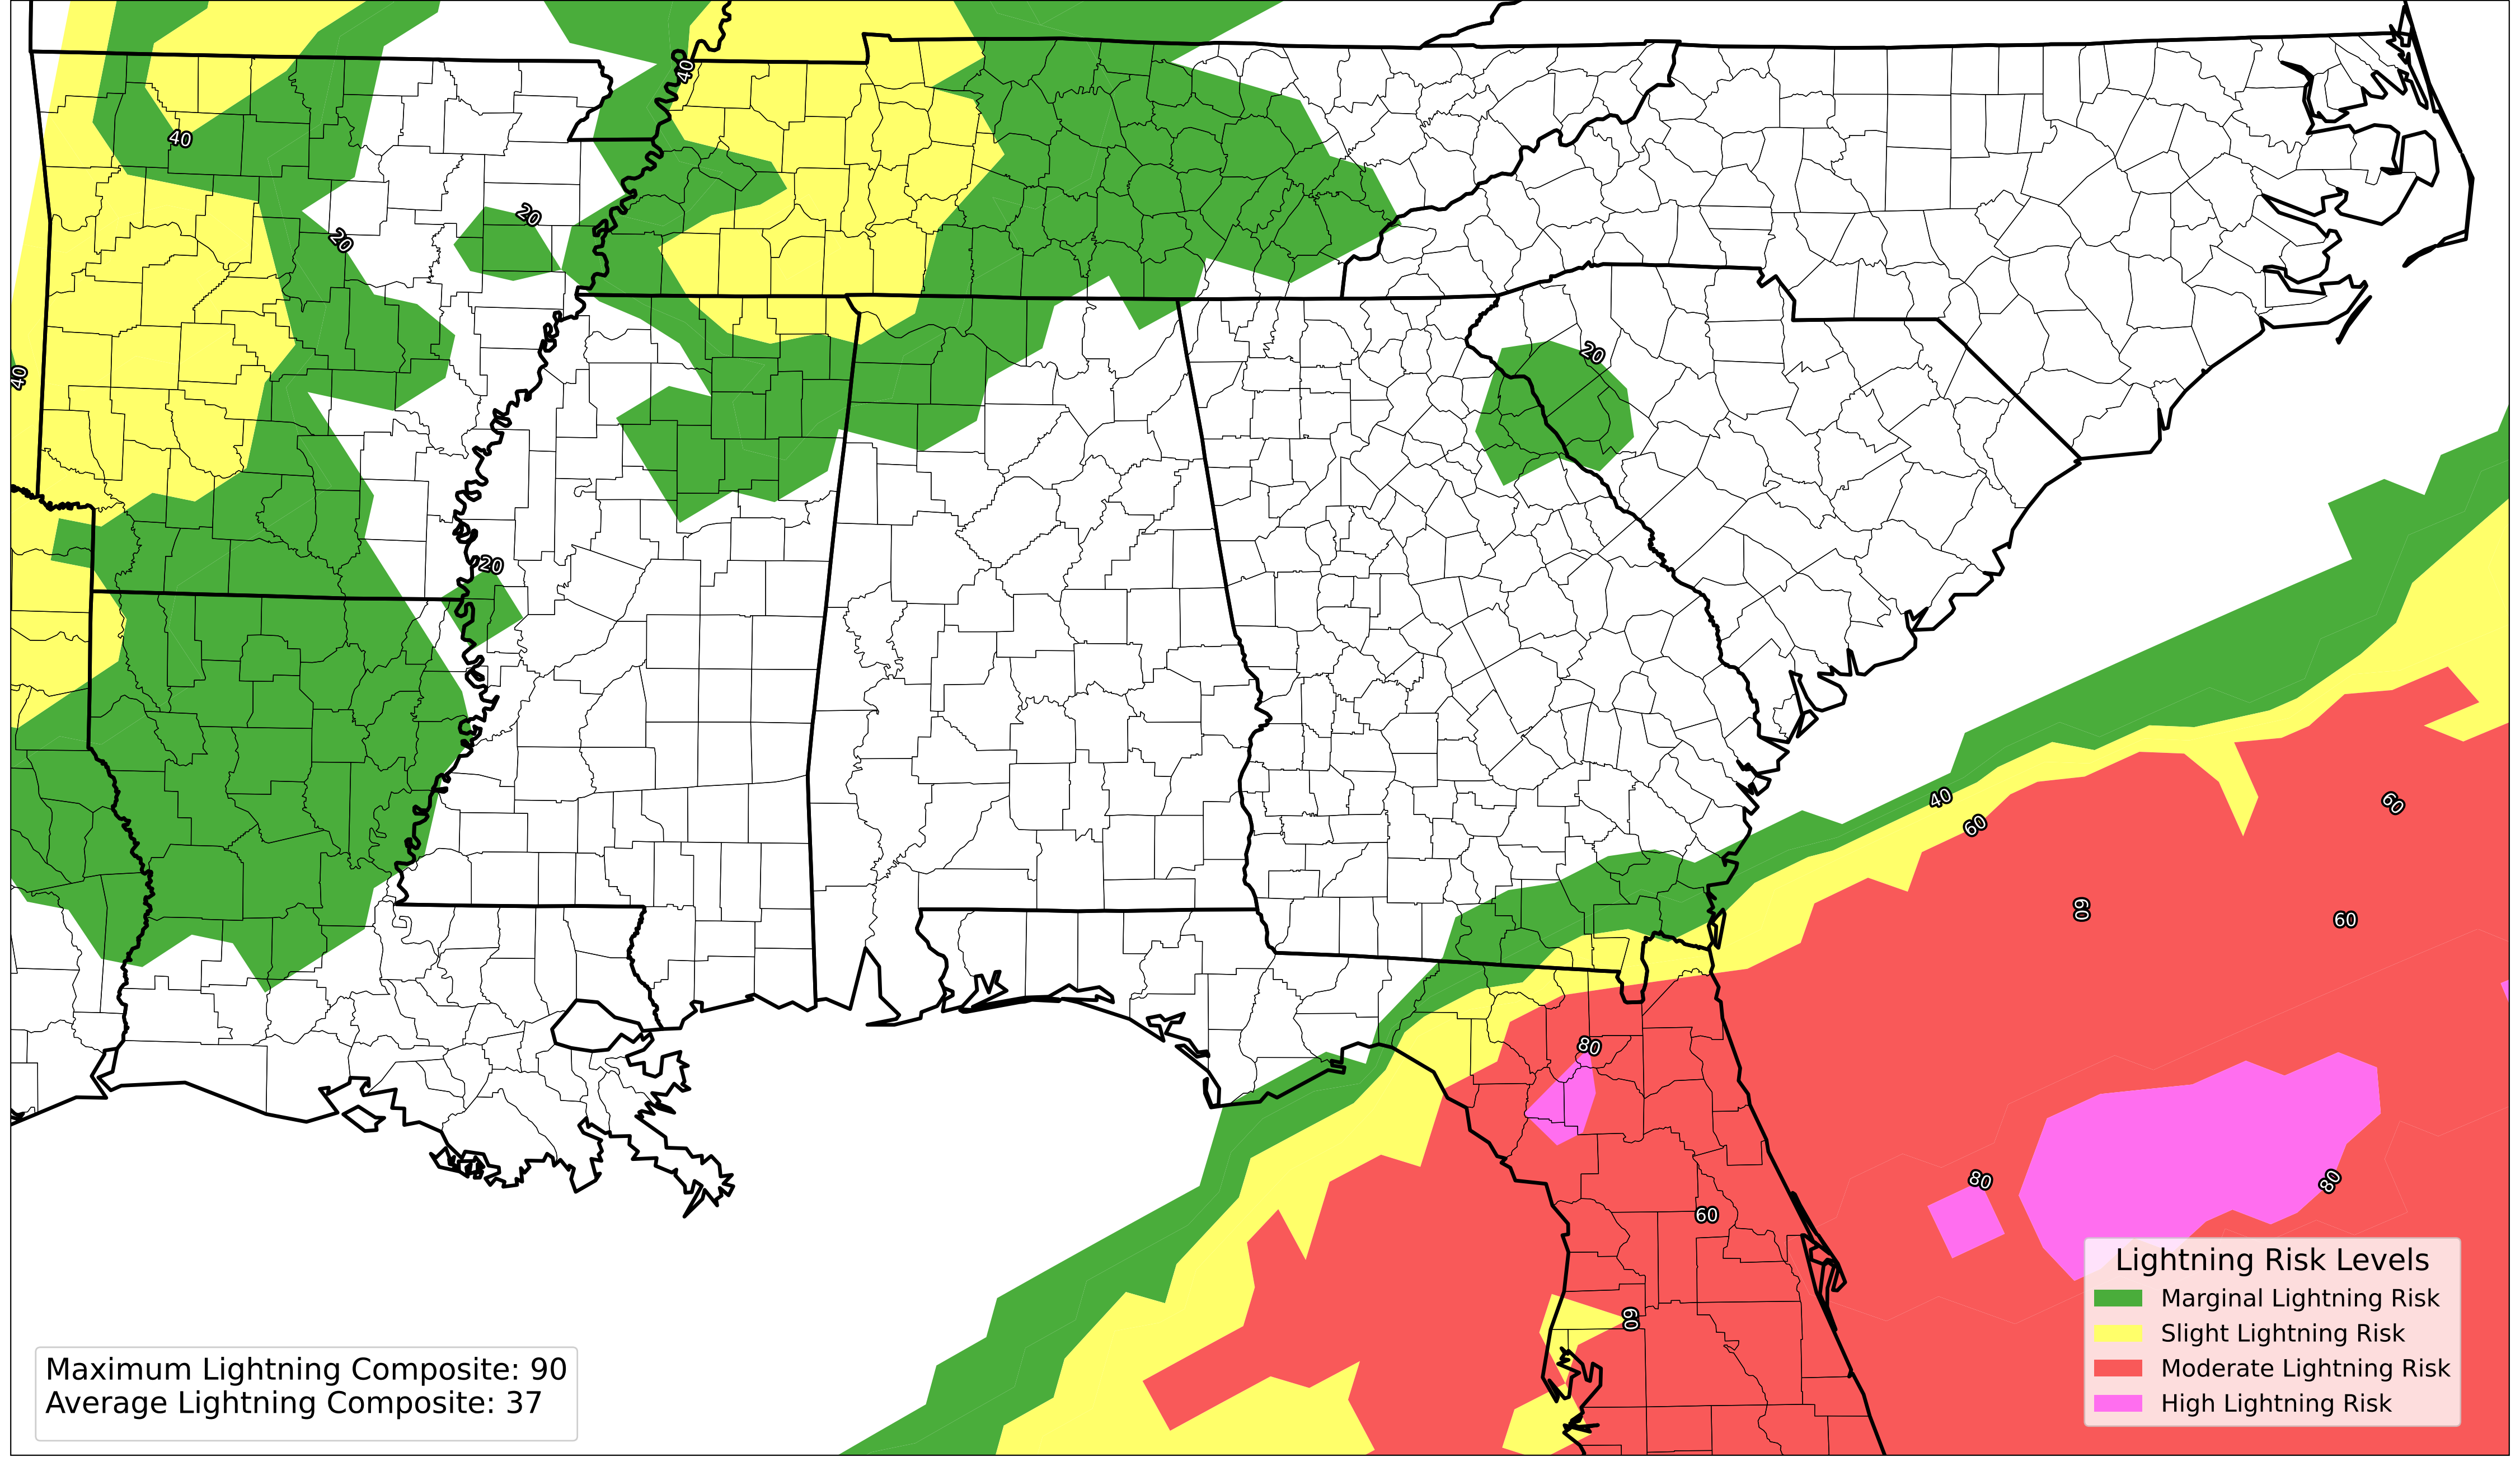 40
40
20
20
40
20
20
40
60
60
60
60
80
80
80
60
60
Lightning Risk Levels
Marginal Lightning Risk
Slight Lightning Risk
Moderate Lightning Risk
High Lightning Risk
Maximum Lightning Composite: 90
Average Lightning Composite: 37